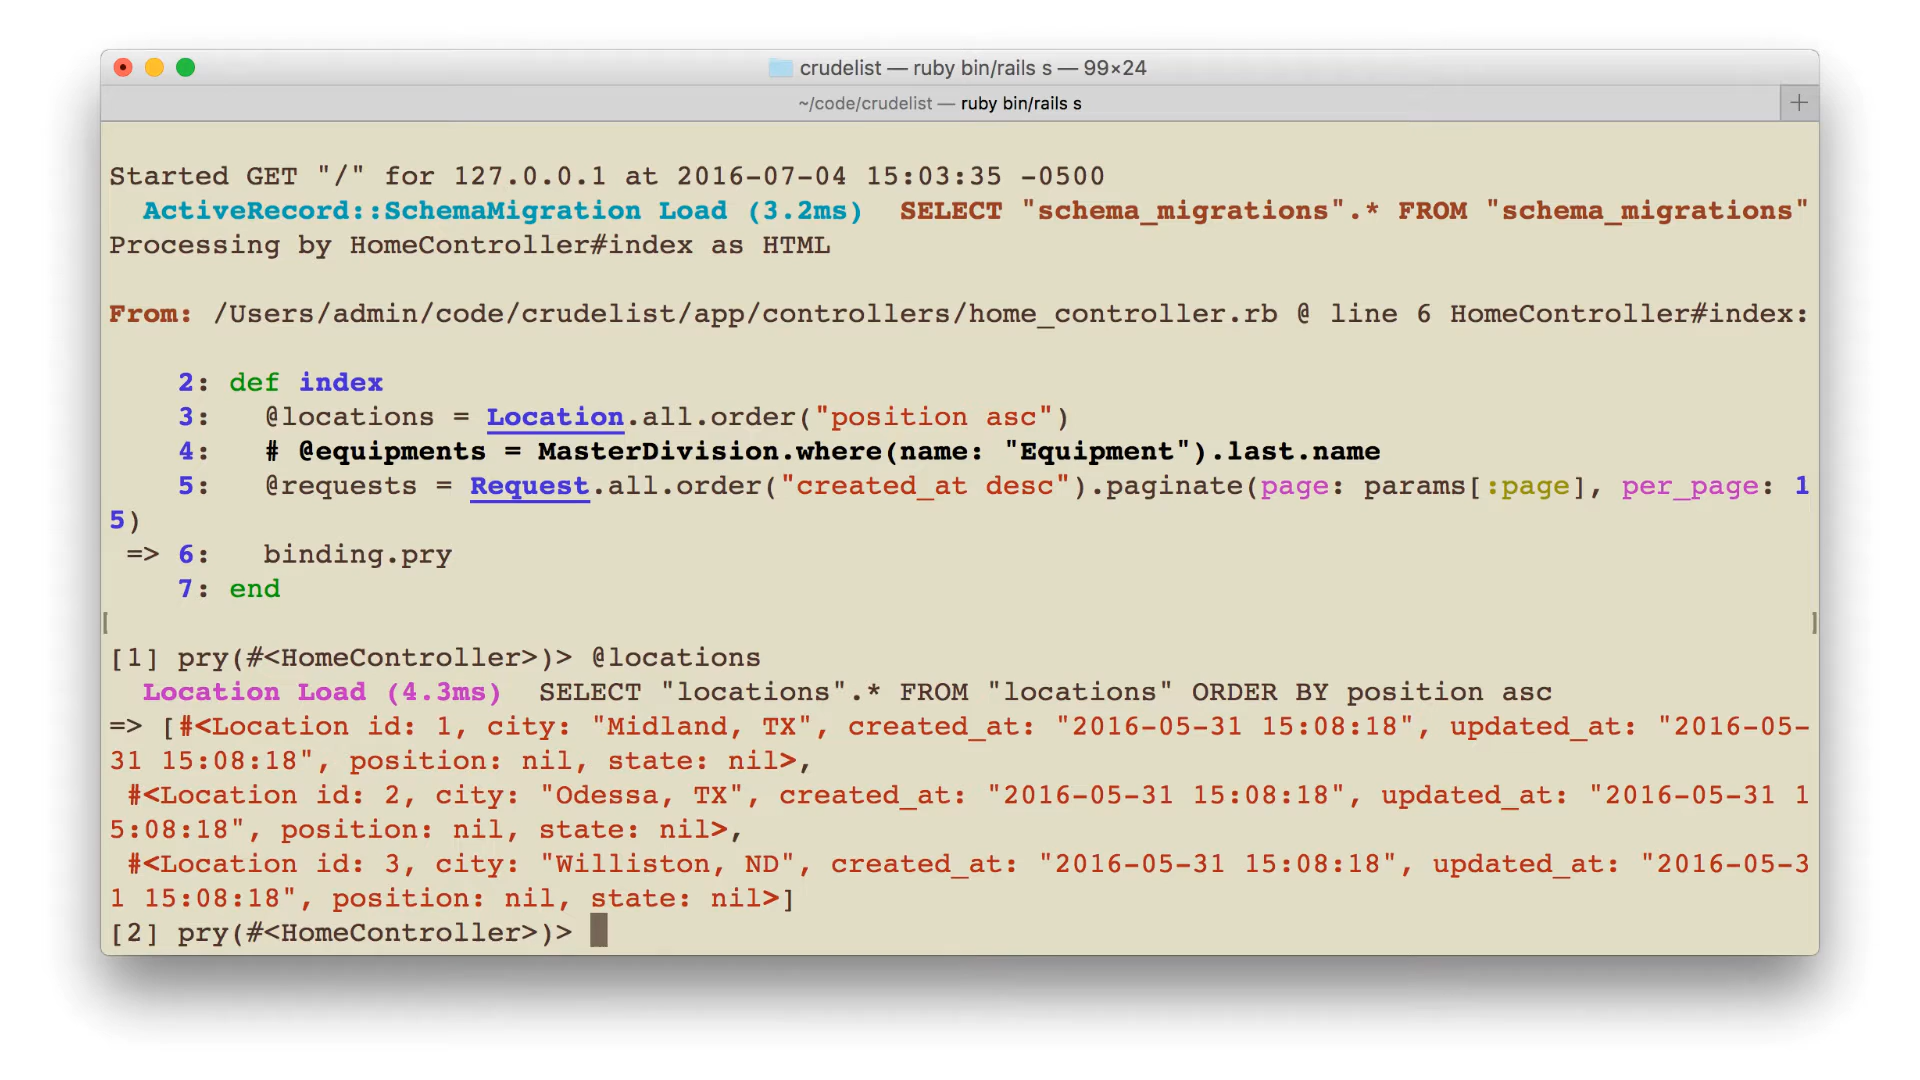 crudelist — ruby bin/rails s — 99×24
~/code/crudelist — ruby bin/rails s
Started GET "/" for 127.0.0.1 at 2016-07-04 15:03:35 -0500
  ActiveRecord::SchemaMigration Load (3.2ms)  SELECT "schema_migrations".* FROM "schema_migrations"
Processing by HomeController#index as HTML
From: /Users/admin/code/crudelist/app/controllers/home_controller.rb @ line 6 HomeController#index:
    2: def index
    3:   @locations = Location.all.order("position asc")
    4:   # @equipments = MasterDivision.where(name: "Equipment").last.name
    5:   @requests = Request.all.order("created_at desc").paginate(page: params[:page], per_page: 1
5)
 => 6:   binding.pry
    7: end
[1] pry(#<HomeController>)> @locations
  Location Load (4.3ms)  SELECT "locations".* FROM "locations" ORDER BY position asc
=> [#<Location id: 1, city: "Midland, TX", created_at: "2016-05-31 15:08:18", updated_at: "2016-05-
31 15:08:18", position: nil, state: nil>,
 #<Location id: 2, city: "Odessa, TX", created_at: "2016-05-31 15:08:18", updated_at: "2016-05-31 1
5:08:18", position: nil, state: nil>,
 #<Location id: 3, city: "Williston, ND", created_at: "2016-05-31 15:08:18", updated_at: "2016-05-3
1 15:08:18", position: nil, state: nil>]
[2] pry(#<HomeController>)>